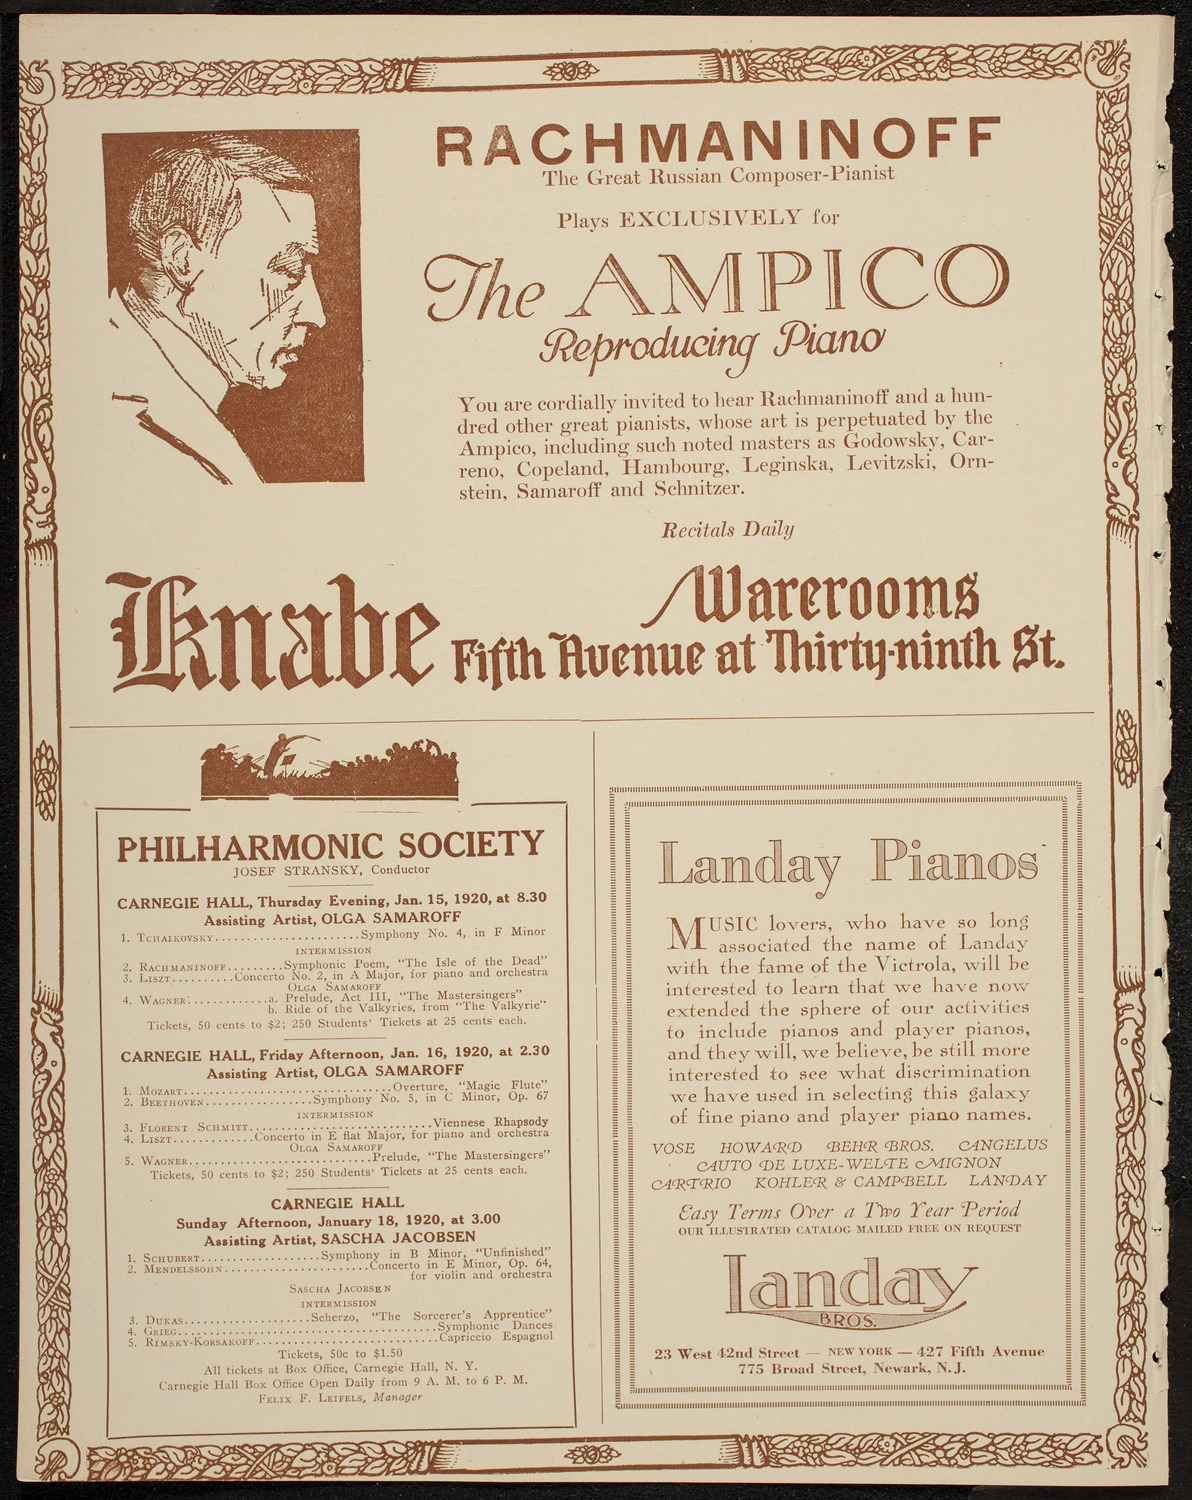 RACHMANINOFF
The Great Russian Composer-Pianist
Plays EXCLUSIVELY for
The AMPICO
Reproducing Piano
You are cordially invited to hear Rachmaninoff and a hun-
dred other great pianists, whose art is perpetuated by the
Ampico, including such noted masters as Godowsky, Car-
reno, Copeland, Hambourg, Leginska, Levitzski, Orn-
stein, Samaroff and Schnitzer.
Recitals Daily
Knabe Warerooms
Fifth Avenue at Thirty-ninth St.
PHILHARMONIC SOCIETY
JOSEF STRANSKY, Conductor
CARNEGIE HALL, Thursday Evening, Jan. 15, 1920, at 8.30
Assisting Artist, OLGA SAMAROFF
1. TCHAIKOVSKY.......................Symphony No. 4, in F Minor
INTERMISSION
2. RACHMANINOFF.........Symphonic Poem, "The Isle of the Dead"
3. LISZT..........Concerto No. 2, in A Major, for piano and orchestra
OLGA SAMAROFF
4. WAGNER.............a. Prelude, Act III, "The Mastersingers"
b. Ride of the Valkyries, from "The Valkyrie"
Tickets, 50 cents to $2; 250 Students' Tickets at 25 cents each.
CARNEGIE HALL, Friday Afternoon, Jan. 16, 1920, at 2.30
Assisting Artist, OLGA SAMAROFF
1. MOZART.................................Overture, "Magic Flute"
2. BEETHOVEN.................Symphony No. 5, in C Minor, Op. 67
INTERMISSION
3. FLORENT SCHMITT.............................Viennese Rhapsody
4. LISZT.............Concerto in E flat Major, for piano and orchestra
OLGA SAMAROFF
5. WAGNER.............................Prelude, "The Mastersingers"
Tickets, 50 cents to $2; 250 Students' Tickets at 25 cents each.
CARNEGIE HALL
Sunday Afternoon, January 18, 1920, at 3.00
Assisting Artist, SASCHA JACOBSEN
1. SCHUBERT...................Symphony in B Minor, "Unfinished"
2. MENDELSSOHN.......................Concerto in E Minor, Op. 64,
for violin and orchestra
SASCHA JACOBSEN
INTERMISSION
3. DUKAS....................Scherzo, "The Sorcerer's Apprentice"
4. GRIEG.........................................Symphonic Dances
5. RIMSKY-KORSAKOFF.............................Capriccio Espagnol
Tickets, 50c to $1.50
All tickets at Box Office, Carnegie Hall, N. Y.
Carnegie Hall Box Office Open Daily from 9 A. M. to 6 P. M.
FELIX F. LEIFELS, Manager
Landay Pianos
MUSIC lovers, who have so long
associated the name of Landay
with the fame of the Victrola, will be
interested to learn that we have now
extended the sphere of our activities
to include pianos and player pianos,
and they will, we believe, be still more
interested to see what discrimination
we have used in selecting this galaxy
of fine piano and player piano names.
VOSE HOWARD BEHR BROS. CANGELUS
AUTO DE LUXE-WELTE MIGNON
CARTRIO KOHLER & CAMPBELL LANDAY
Easy Terms Over a Two Year Period
OUR ILLUSTRATED CATALOG MAILED FREE ON REQUEST
Landay
BROS.
23 West 42nd Street — NEW YORK — 427 Fifth Avenue
775 Broad Street, Newark, N. J.